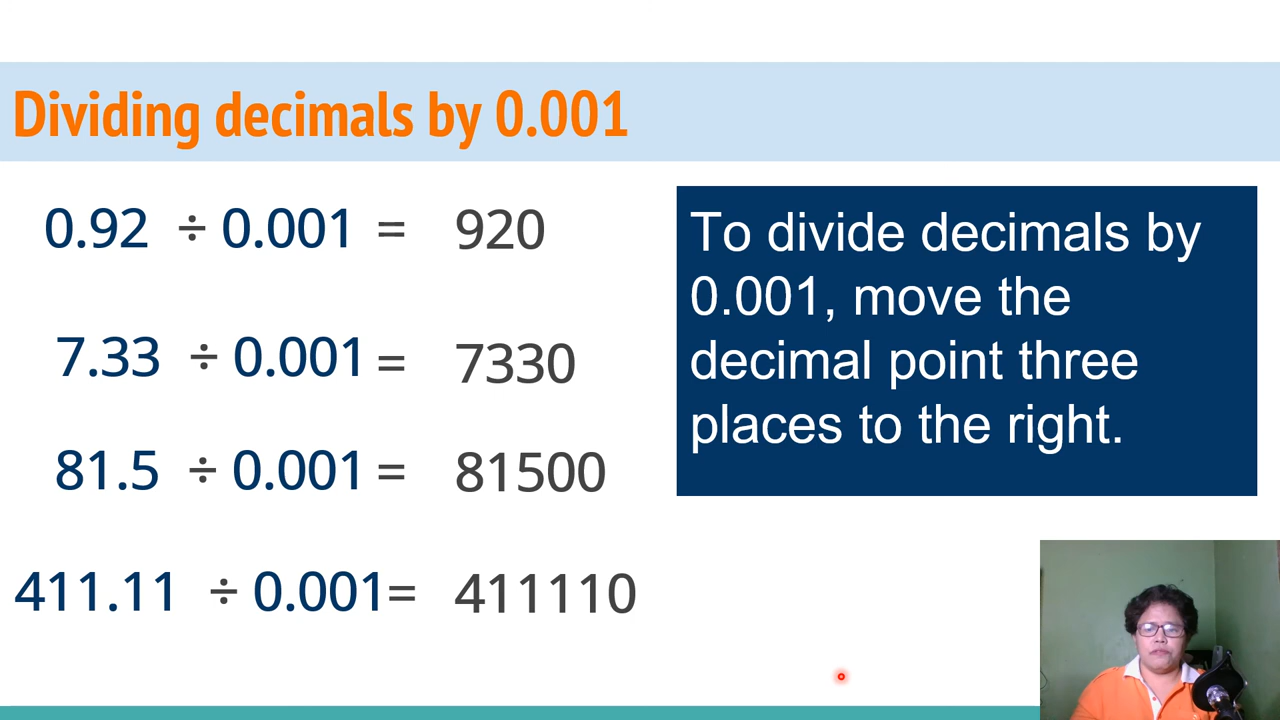 Dividing decimals by 0.001
0.92 ÷ 0.001 = 920
7.33 ÷ 0.001 = 7330
81.5 ÷ 0.001 = 81500
411.11 ÷ 0.001= 411110
To divide decimals by
0.001, move the
decimal point three
places to the right.